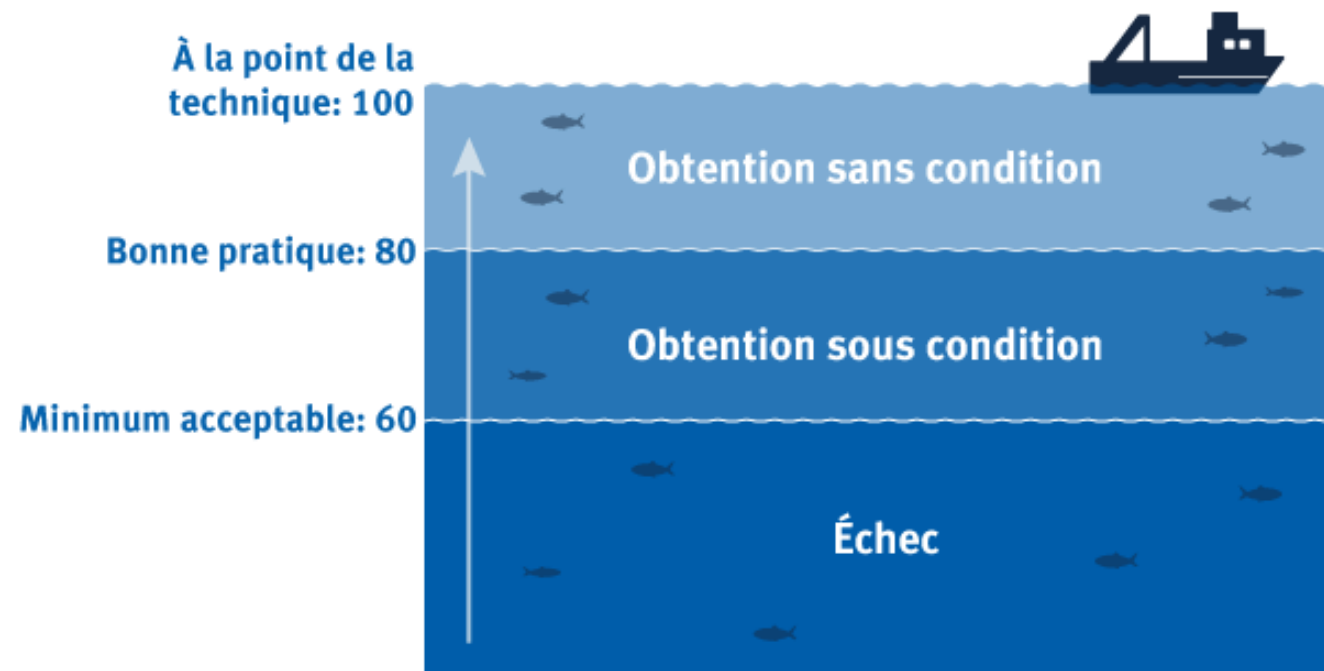 À la point de la
technique: 100
Obtention sans condition
Bonne pratique: 80
Obtention sous condition
Minimum acceptable: 60
Échec